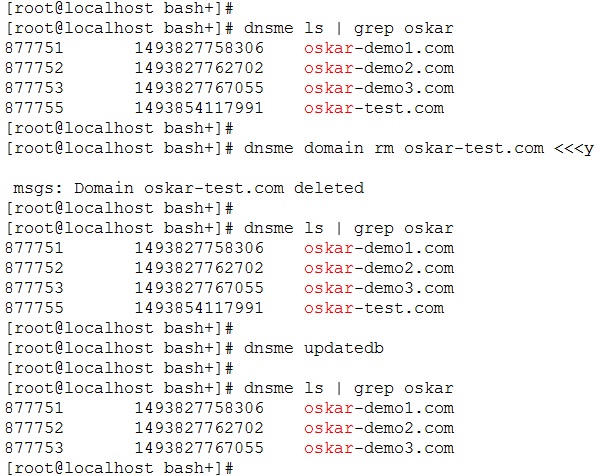 [root@localhost bash+]#
[root@localhost bash+]# dnsme ls | grep oskar
877751 1493827758306 oskar-demo1.com
877752 1493827762702 oskar-demo2.com
877753 1493827767055 oskar-demo3.com
877755 1493854117991 oskar-test.com
[root@localhost bash+]#
[root@localhost bash+]# dnsme domain rm oskar-test.com <<<y
msgs: Domain oskar-test.com deleted
[root@localhost bash+]#
[root@localhost bash+]# dnsme ls | grep oskar
877751 1493827758306 oskar-demo1.com
877752 1493827762702 oskar-demo2.com
877753 1493827767055 oskar-demo3.com
877755 1493854117991 oskar-test.com
[root@localhost bash+]#
[root@localhost bash+]# dnsme updatedb
[root@localhost bash+]#
[root@localhost bash+]# dnsme ls | grep oskar
877751 1493827758306 oskar-demo1.com
877752 1493827762702 oskar-demo2.com
877753 1493827767055 oskar-demo3.com
[root@localhost bash+]#